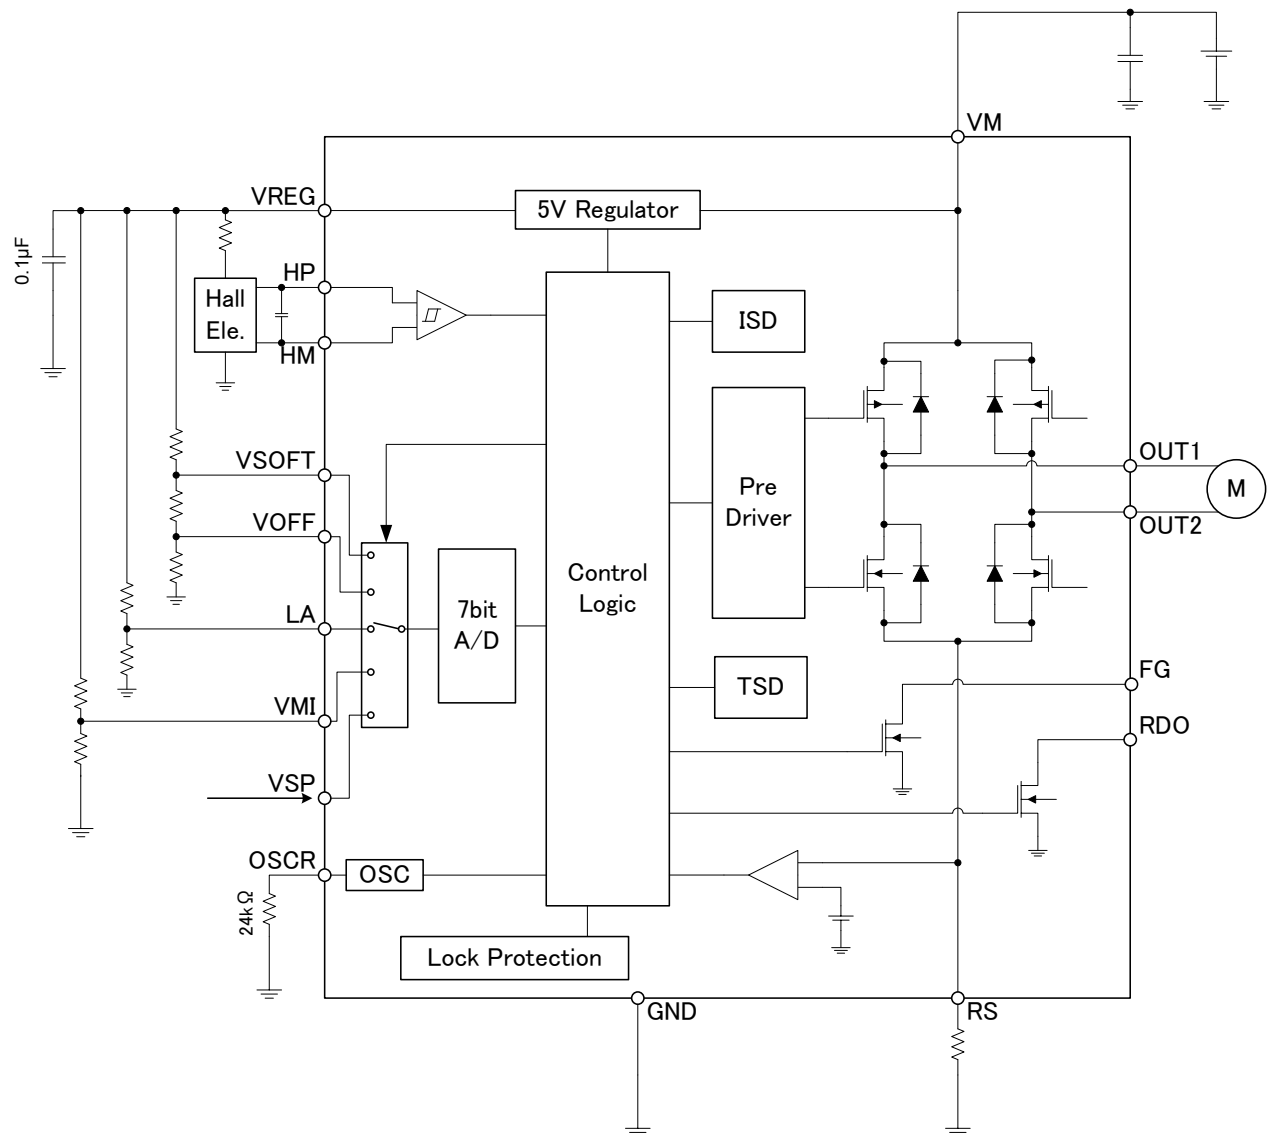 VM
VREG
5V Regulator
0.1µF
HP
Hall
Ele.
HM
ISD
VSOFT
OUT1
M
Pre
Driver
VOFF
OUT2
Control
Logic
LA
7bit
A/D
FG
TSD
VMI
RDO
VSP
OSCR
OSC
24kΩ
Lock Protection
GND
RS